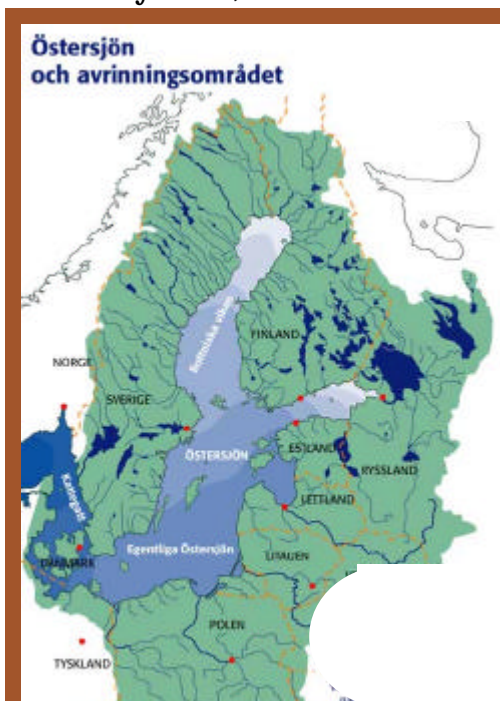 Östersjön
och avrinningsområdet
Bottniska viken
FINLAND
NORGE
SVERIGE
ÖSTERSJÖN
ESTLAND
RYSSLAND
Kattegatt
LETTLAND
Egentliga Östersjön
LITAUEN
DANMARK
POLEN
TYSKLAND